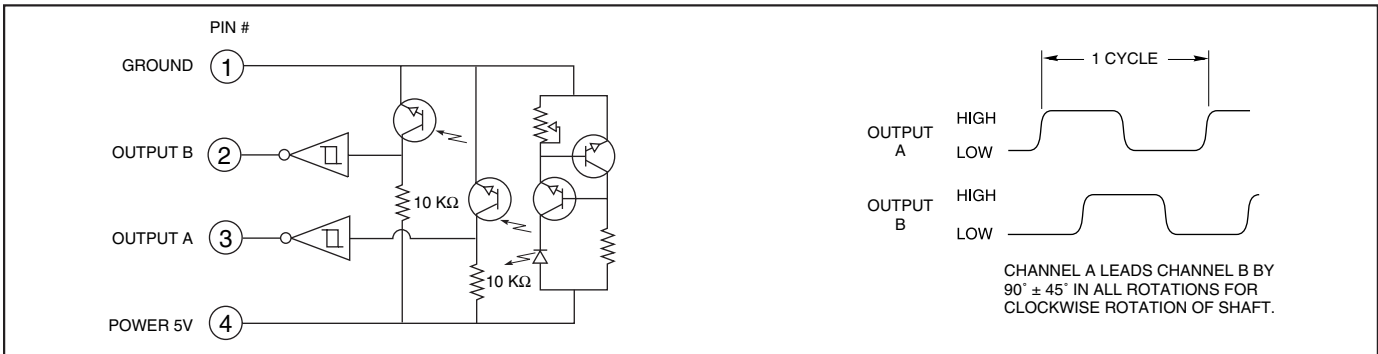 PIN #
GROUND 1
OUTPUT B 2
OUTPUT A 3
POWER 5V 4
10 KΩ
10 KΩ
1 CYCLE
OUTPUT
A
HIGH
LOW
OUTPUT
B
HIGH
LOW
CHANNEL A LEADS CHANNEL B BY
90˚ ± 45˚ IN ALL ROTATIONS FOR
CLOCKWISE ROTATION OF SHAFT.